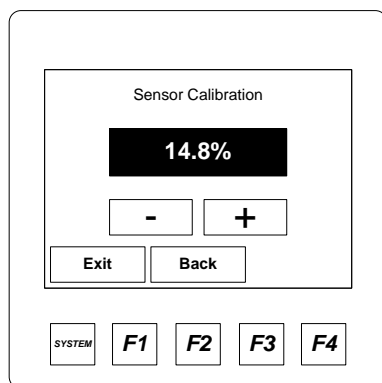 Sensor Calibration
14.8%
- +
Exit Back
SYSTEM F1 F2 F3 F4